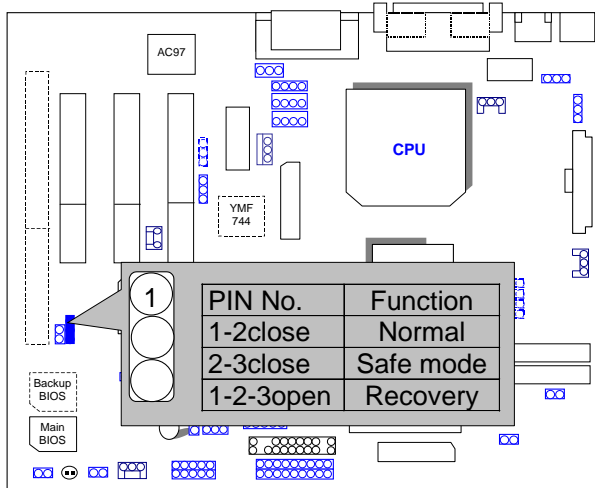 AC97
CPU
YMF
744
1
PIN No. Function
1-2close Normal
2-3close Safe mode
1-2-3open Recovery
Backup
BIOS
Main
BIOS